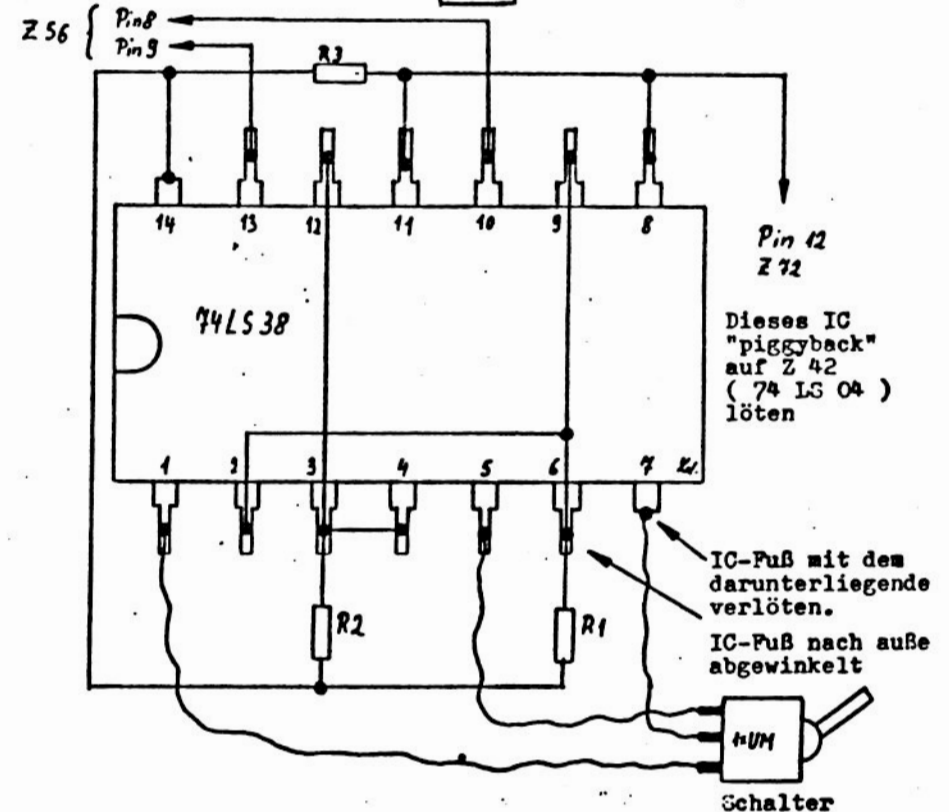 Z 56
Pin 8
Pin 9
R3
14 13 12 11 10 9 8
74LS38
Pin 12
Z 72
Dieses IC
"piggyback"
auf Z 42
( 74 LS 04 )
löten
1 2 3 4 5 6 7
R2
R1
IC-Fuß mit dem
darunterliegende
verlöten.
IC-Fuß nach auße
abgewinkelt
1xUM
Schalter